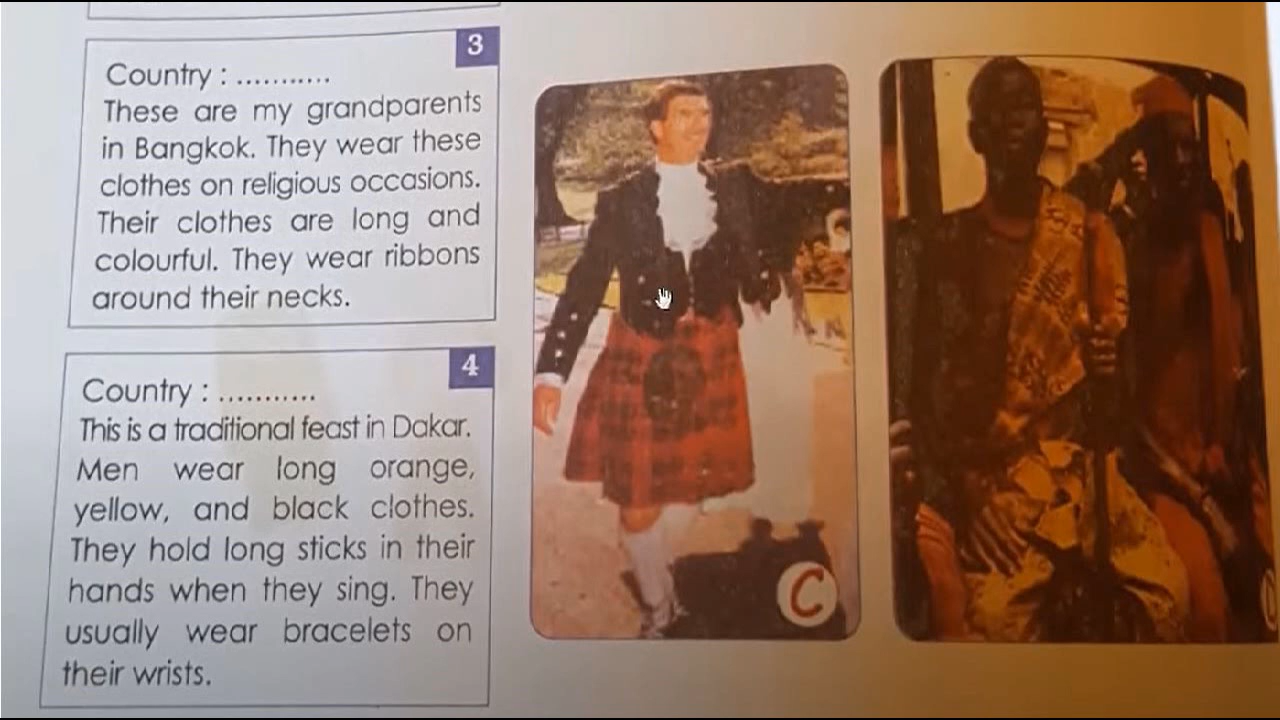 3
Country : ...........
These are my grandparents
in Bangkok. They wear these
clothes on religious occasions.
Their clothes are long and
colourful. They wear ribbons
around their necks.
4
Country : ...........
This is a traditional feast in Dakar.
Men wear long orange,
yellow, and black clothes.
They hold long sticks in their
hands when they sing. They
usually wear bracelets on
their wrists.
C